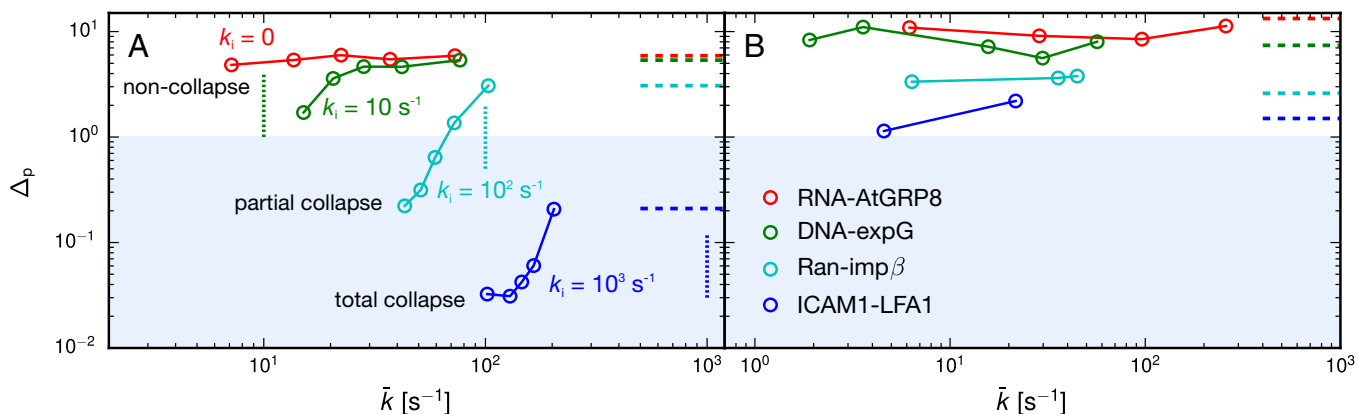 A
B
Δp
10¹
10⁰
10⁻¹
10⁻²
kᵢ = 0
non-collapse
kᵢ = 10 s⁻¹
partial collapse
kᵢ = 10² s⁻¹
total collapse
kᵢ = 10³ s⁻¹
RNA-AtGRP8
DNA-expG
Ran-impβ
ICAM1-LFA1
10¹ 10² 10³
10⁰ 10¹ 10² 10³
k̄ [s⁻¹]
k̄ [s⁻¹]